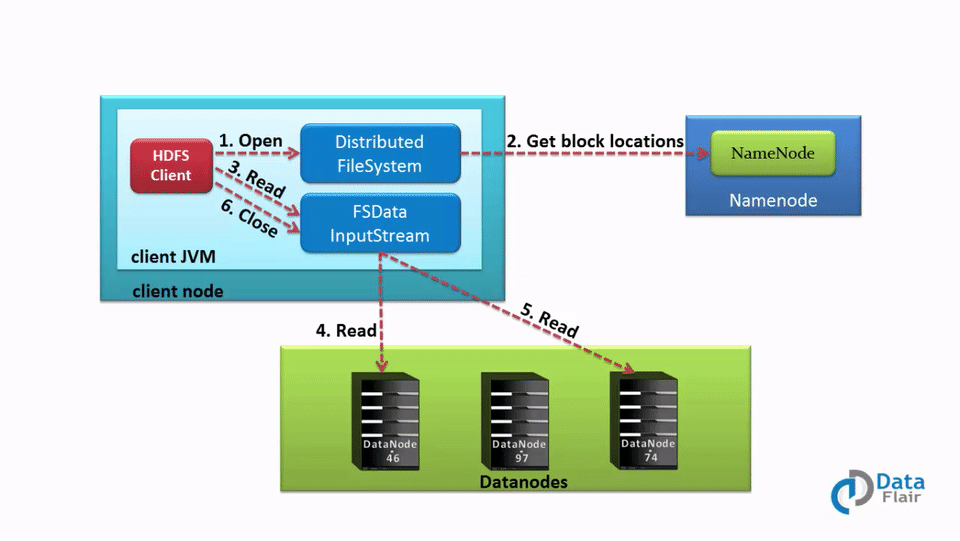 1. Open
Distributed
FileSystem
2. Get block locations
NameNode
Namenode
HDFS
Client
3. Read
6. Close
FSData
InputStream
client JVM
client node
4. Read
5. Read
DataNode
46
DataNode
97
DataNode
74
Datanodes
Data
Flair